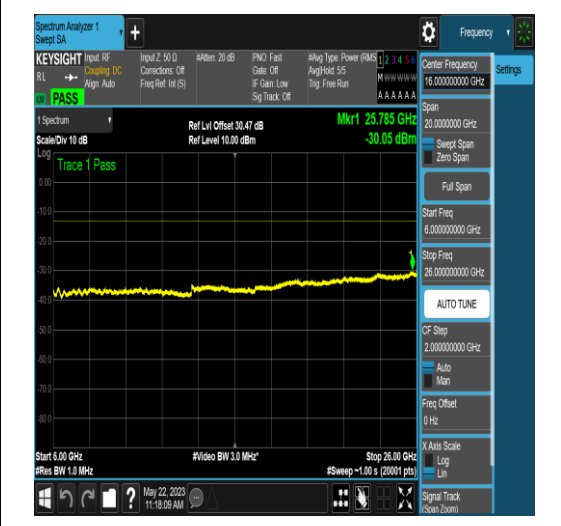 Spectrum Analyzer 1
Swept SA
+
Frequency
KEYSIGHT
RL
Align: Auto
Input: RF
Coupling: DC
Input Z: 50 Ω
Corrections: Off
Freq Ref: Int (S)
#Atten: 20 dB
PNO: Fast
Gate: Off
IF Gain: Low
Sig Track: Off
#Avg Type: Power (RMS
Avg|Hold: 5/5
Trig: Free Run
1 2 3 4 5 6
M W W W W W
A A A A A A
PASS
1 Spectrum
Scale/Div 10 dB
Ref Lvl Offset 30.47 dB
Ref Level 10.00 dBm
Mkr1 25.785 GHz
-30.05 dBm
Log
Trace 1 Pass
0.00
-10.0
-20.0
-30.0
-40.0
-50.0
-60.0
-70.0
-80.0
1
Start 6.00 GHz
#Res BW 1.0 MHz
#Video BW 3.0 MHz*
Stop 26.00 GHz
#Sweep ~1.00 s (20001 pts)
?
May 22, 2023
11:18:09 AM
Center Frequency
16.000000000 GHz
Settings
Span
20.0000000 GHz
Swept Span
Zero Span
Full Span
Start Freq
6.000000000 GHz
Stop Freq
26.000000000 GHz
AUTO TUNE
CF Step
2.000000000 GHz
Auto
Man
Freq Offset
0 Hz
X Axis Scale
Log
Lin
Signal Track
(Span Zoom)